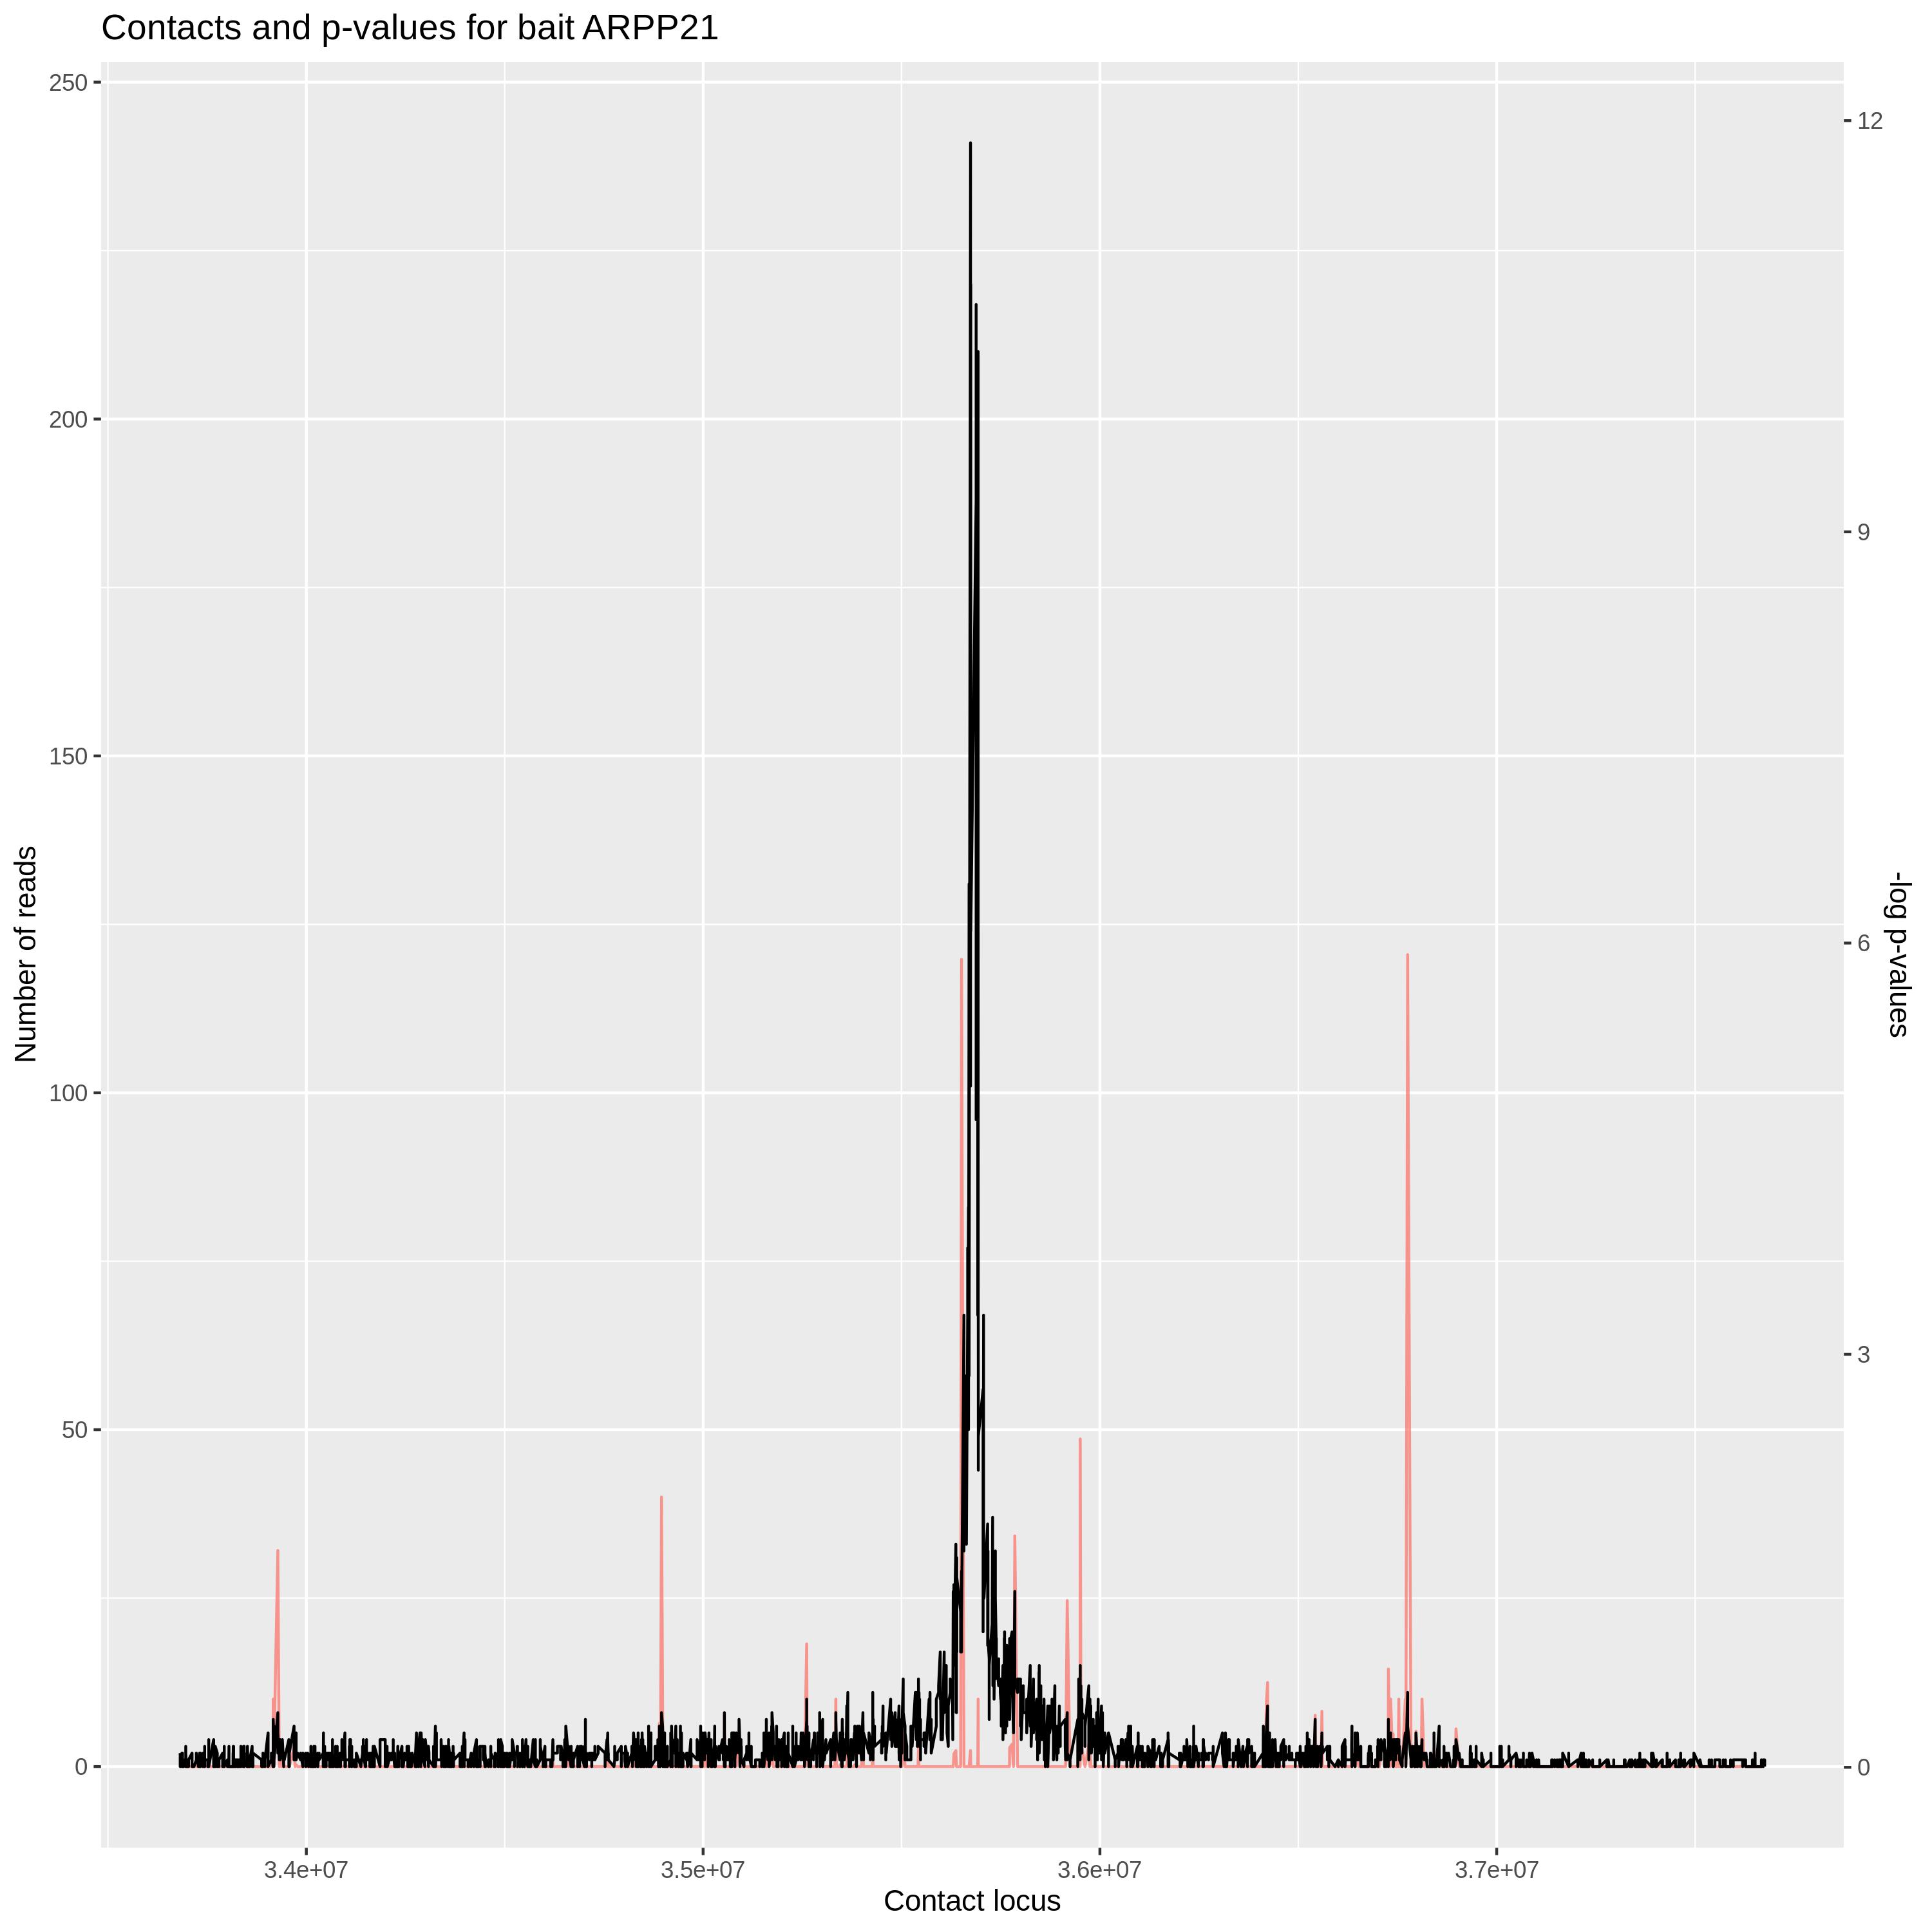 Contacts and p-values for bait ARPP21
250
200
150
100
50
0
Number of reads
12
9
6
3
0
-log p-values
3.4e+07
3.5e+07
3.6e+07
3.7e+07
Contact locus